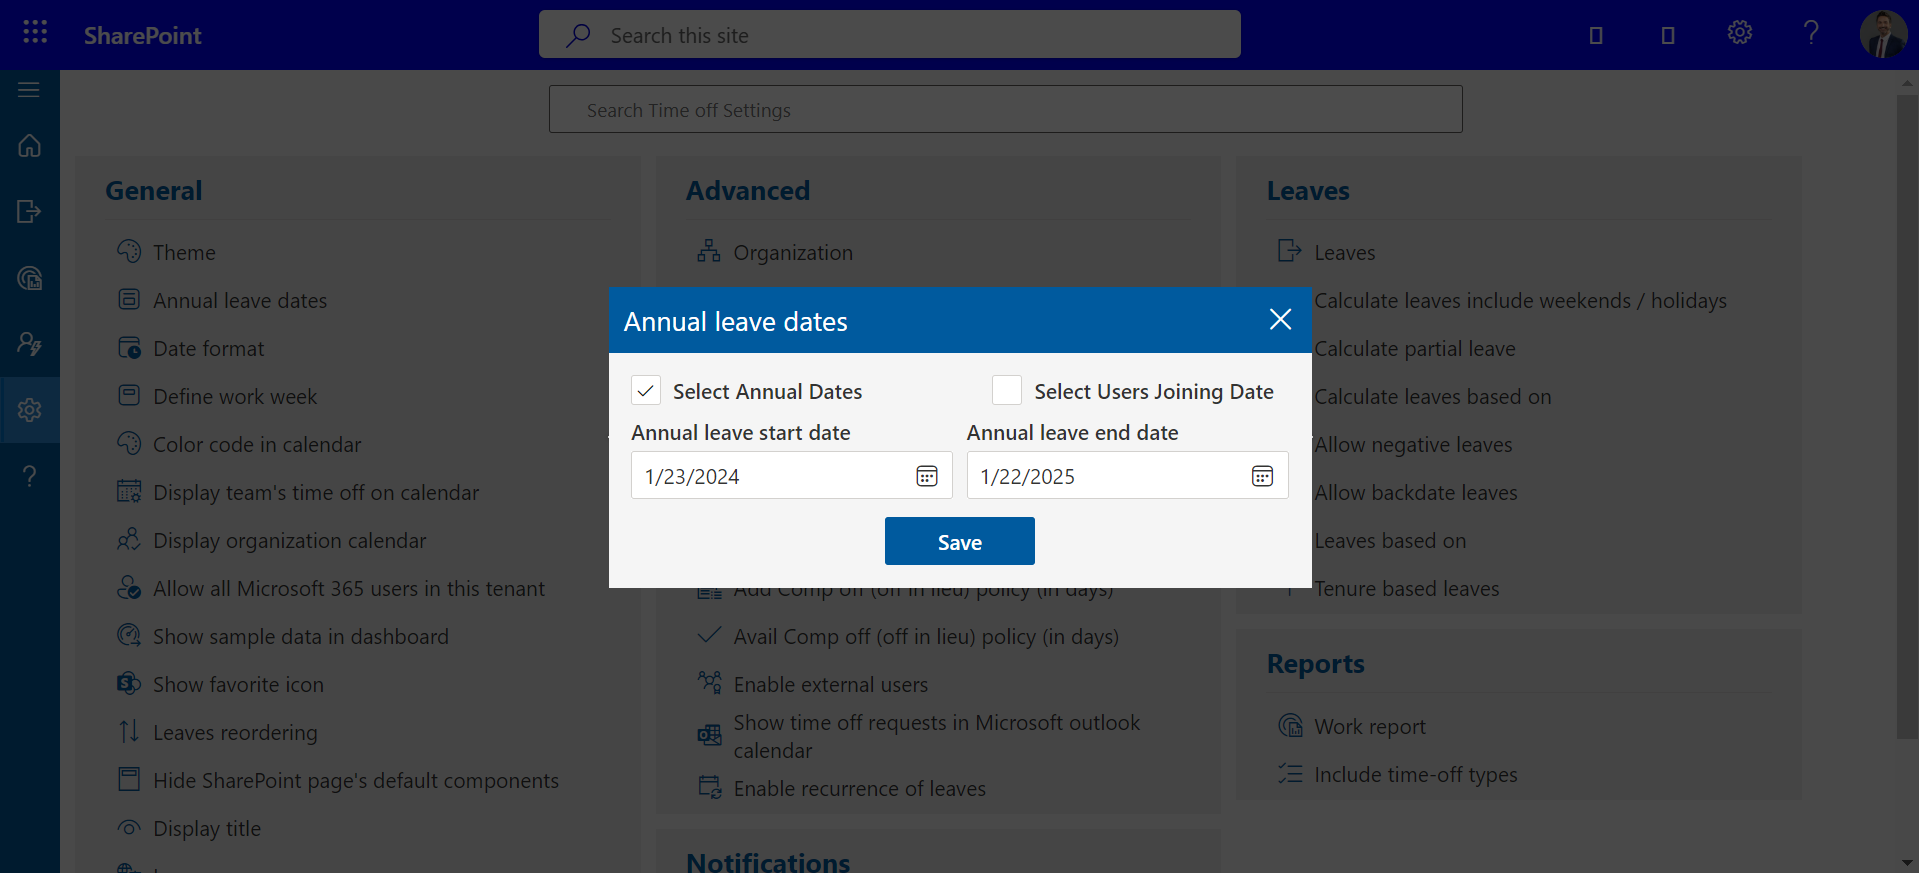 SharePoint
Search this site
Search Time off Settings
General
Theme
Annual leave dates
Date format
Define work week
Color code in calendar
Display team's time off on calendar
Display organization calendar
Allow all Microsoft 365 users in this tenant
Show sample data in dashboard
Show favorite icon
Leaves reordering
Hide SharePoint page's default components
Display title
Advanced
Organization
Add Comp off (off in lieu) policy (in days)
Avail Comp off (off in lieu) policy (in days)
Enable external users
Show time off requests in Microsoft outlook
calendar
Enable recurrence of leaves
Notifications
Leaves
Leaves
Calculate leaves include weekends / holidays
Calculate partial leave
Calculate leaves based on
Allow negative leaves
Allow backdate leaves
Leaves based on
Tenure based leaves
Reports
Work report
Include time-off types
Annual leave dates
Select Annual Dates
Select Users Joining Date
Annual leave start date
Annual leave end date
1/23/2024
1/22/2025
Save